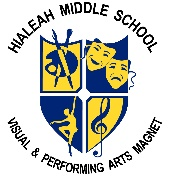 HIALEAH MIDDLE SCHOOL
VISUAL & PERFORMING ARTS MAGNET